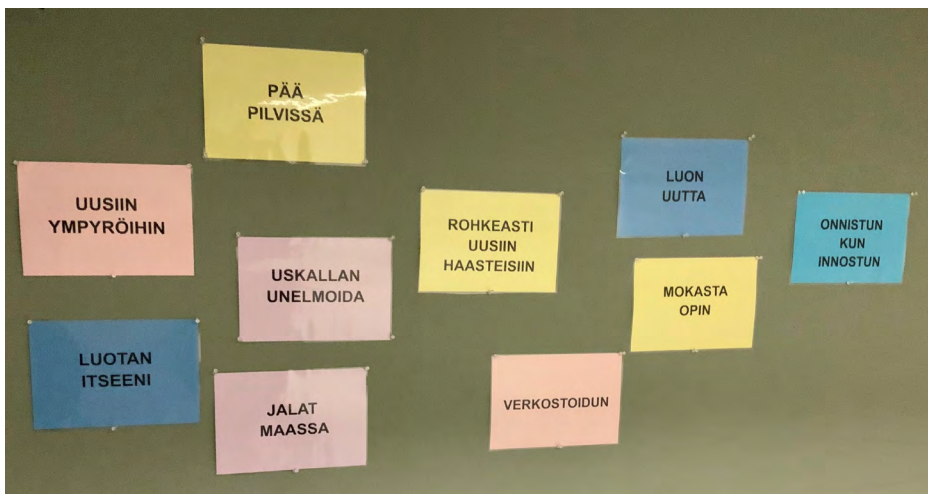 PÄÄ
PILVISSÄ
UUSIIN
YMPYRÖIHIN
USKALLAN
UNELMOIDA
LUOTAN
ITSEENI
JALAT
MAASSA
ROHKEASTI
UUSIIN
HAASTEISIIN
LUON
UUTTA
MOKASTA
OPIN
VERKOSTOIDUN
ONNISTUN
KUN
INNOSTUN